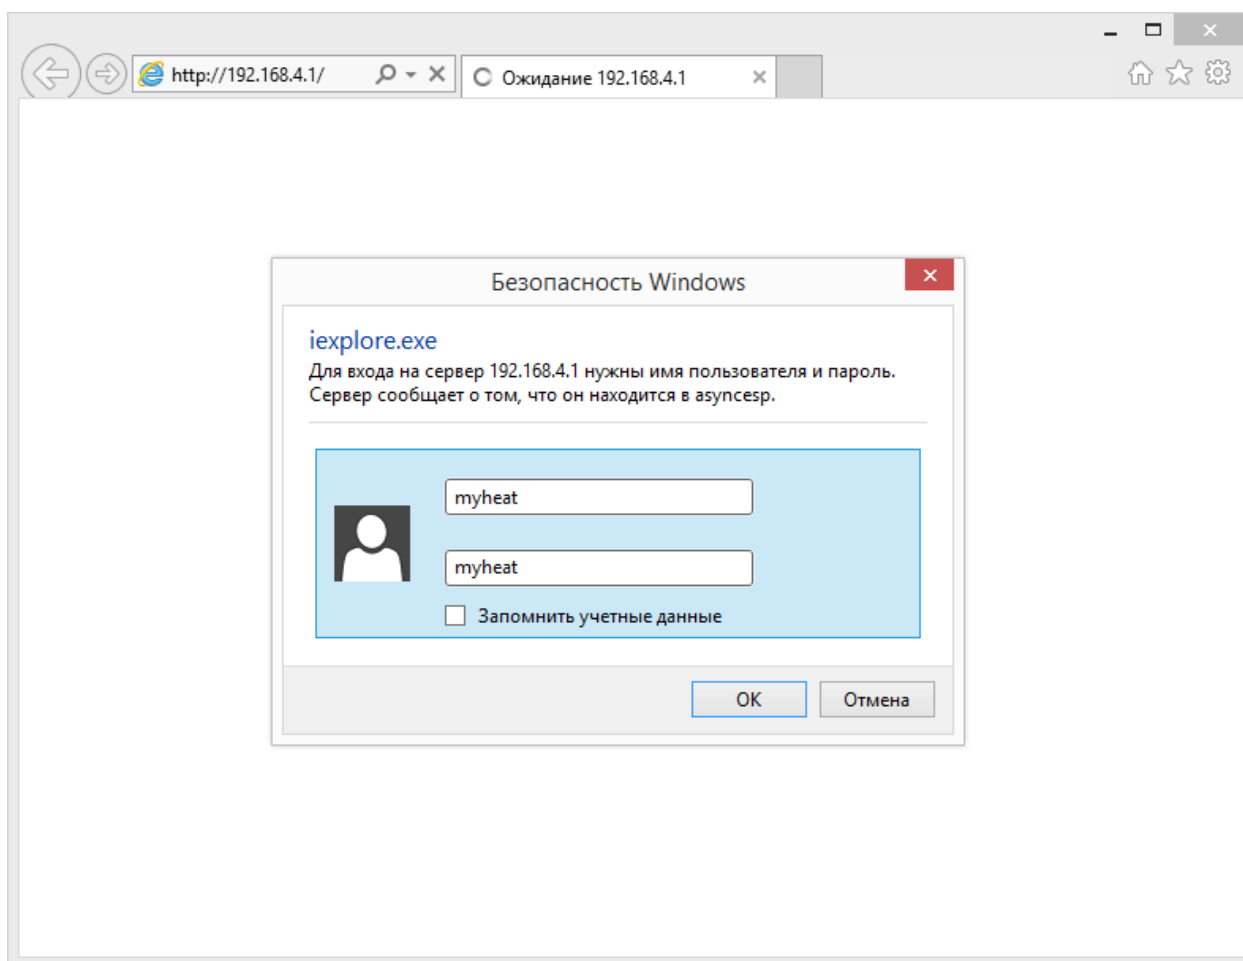 http://192.168.4.1/
Ожидание 192.168.4.1
Безопасность Windows
iexplore.exe
Для входа на сервер 192.168.4.1 нужны имя пользователя и пароль.
Сервер сообщает о том, что он находится в asyncesp.
myheat
myheat
Запомнить учетные данные
ОК
Отмена